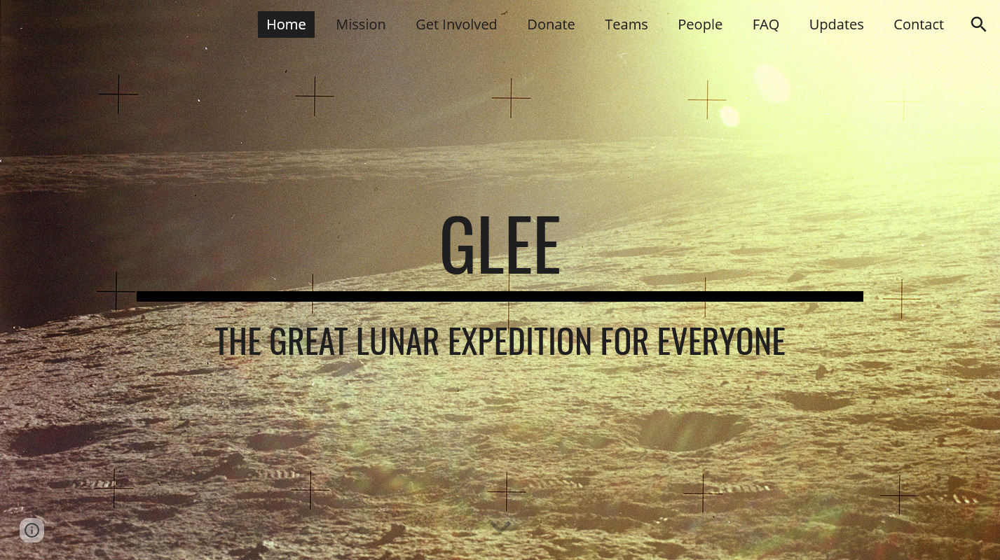 Home Mission Get Involved Donate Teams People FAQ Updates Contact
GLEE
THE GREAT LUNAR EXPEDITION FOR EVERYONE